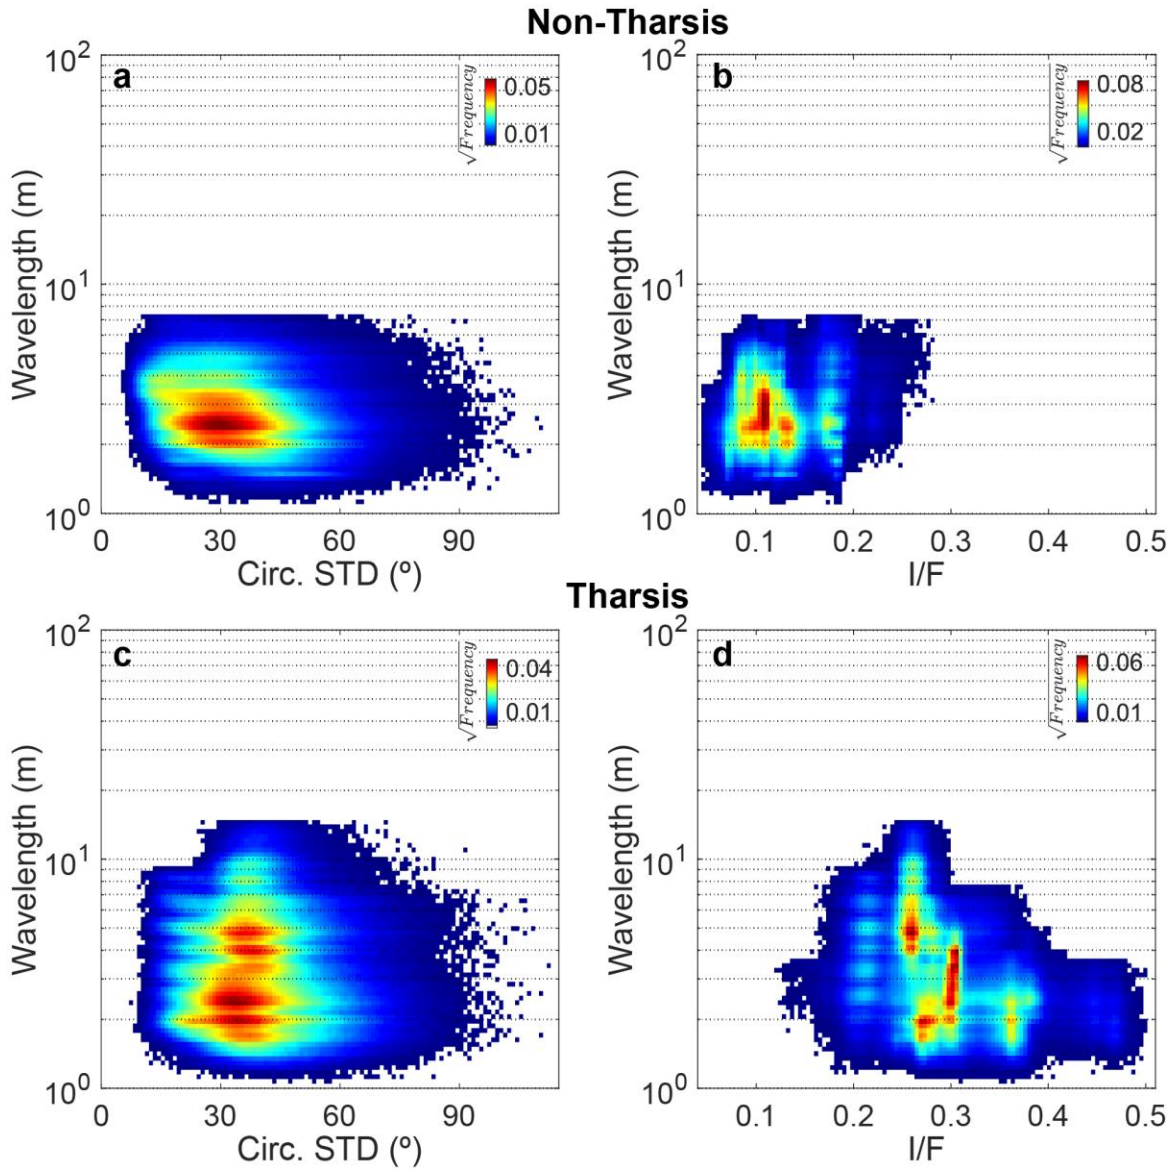 Non-Tharsis
a
√Frequency
0.05
0.01
10²
10¹
10⁰
Wavelength (m)
0 30 60 90
Circ. STD (º)
b
√Frequency
0.08
0.02
10²
10¹
10⁰
Wavelength (m)
0.1 0.2 0.3 0.4 0.5
I/F
Tharsis
c
√Frequency
0.04
0.01
10²
10¹
10⁰
Wavelength (m)
0 30 60 90
Circ. STD (º)
d
√Frequency
0.06
0.01
10²
10¹
10⁰
Wavelength (m)
0.1 0.2 0.3 0.4 0.5
I/F